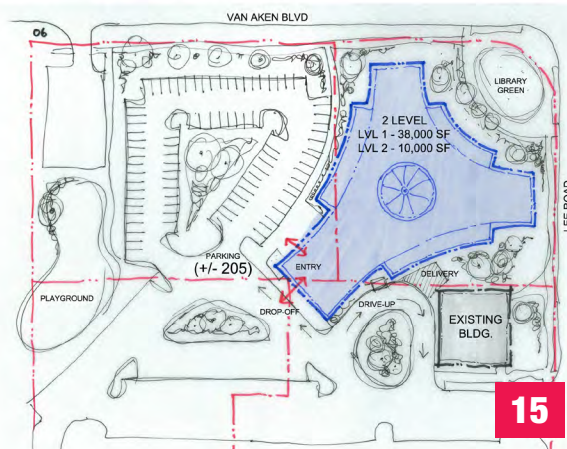 VAN AKEN BLVD
06
LIBRARY
GREEN
2 LEVEL
LVL 1 - 38,000 SF
LVL 2 - 10,000 SF
LEE ROAD
PARKING
(+/- 205)
ENTRY
DELIVERY
PLAYGROUND
DROP-OFF
DRIVE-UP
EXISTING
BLDG.
15